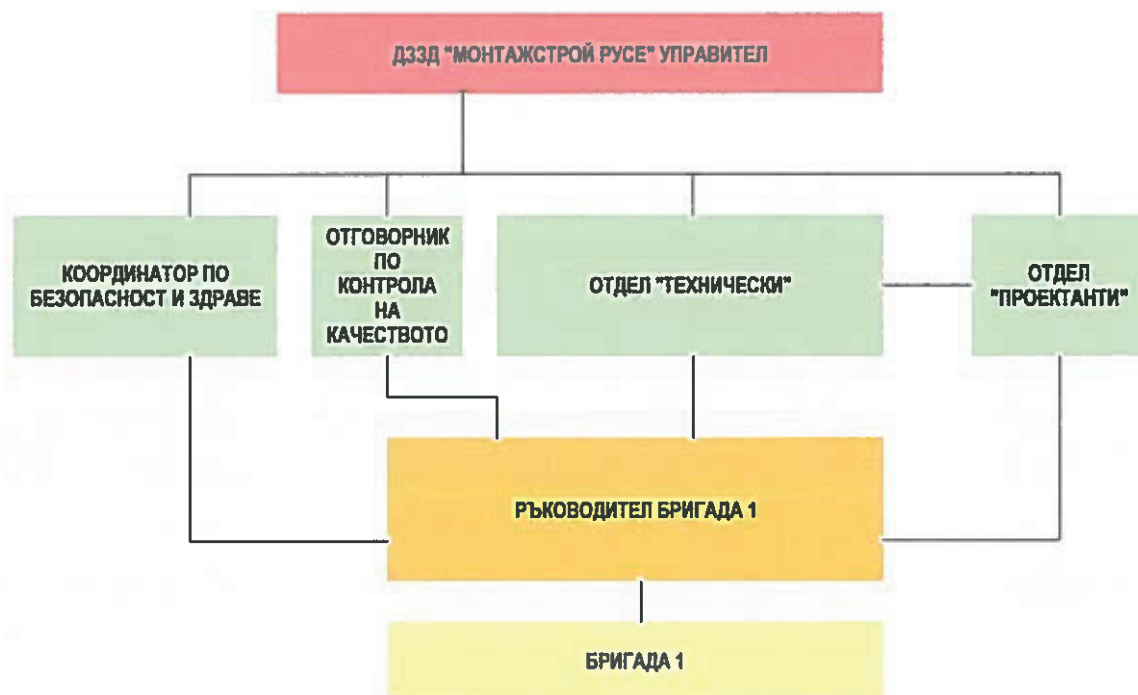 ДЗЗД "МОНТАЖСТРОЙ РУСЕ" УПРАВИТЕЛ
КООРДИНАТОР ПО
БЕЗОПАСНОСТ И ЗДРАВЕ
ОТГОВОРНИК
ПО
КОНТРОЛА
НА
КАЧЕСТВОТО
ОТДЕЛ "ТЕХНИЧЕСКИ"
ОТДЕЛ
"ПРОЕКТАНТИ"
РЪКОВОДИТЕЛ БРИГАДА 1
БРИГАДА 1